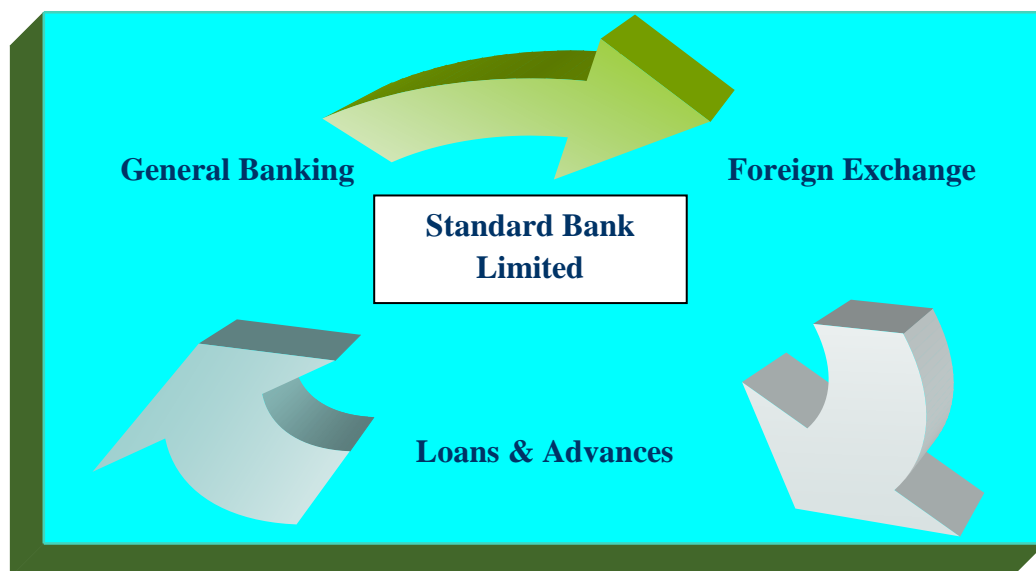 General Banking
Foreign Exchange
Standard Bank
Limited
Loans & Advances